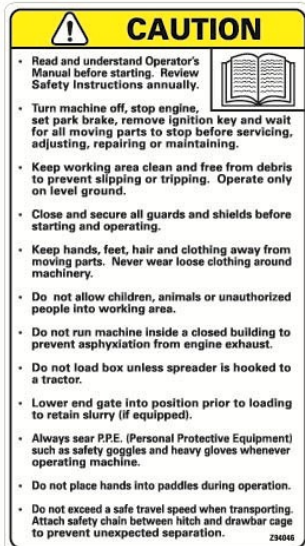 CAUTION
• Read and understand Operator's
Manual before starting. Review
Safety Instructions annually.
• Turn machine off, stop engine,
set park brake, remove ignition key and wait
for all moving parts to stop before servicing,
adjusting, repairing or maintaining.
• Keep working area clean and free from debris
to prevent slipping or tripping. Operate only
on level ground.
• Close and secure all guards and shields before
starting and operating.
• Keep hands, feet, hair and clothing away from
moving parts. Never wear loose clothing around
machinery.
• Do not allow children, animals or unauthorized
people into working area.
• Do not run machine inside a closed building to
prevent asphyxiation from engine exhaust.
• Do not load box unless spreader is hooked to
a tractor.
• Lower end gate into position prior to loading
to retain slurry (if equipped).
• Always sear P.P.E. (Personal Protective Equipment)
such as safety goggles and heavy gloves whenever
operating machine.
• Do not place hands into paddles during operation.
• Do not exceed a safe travel speed when transporting.
Attach safety chain between hitch and drawbar cage
to prevent unexpected separation.
Z94046